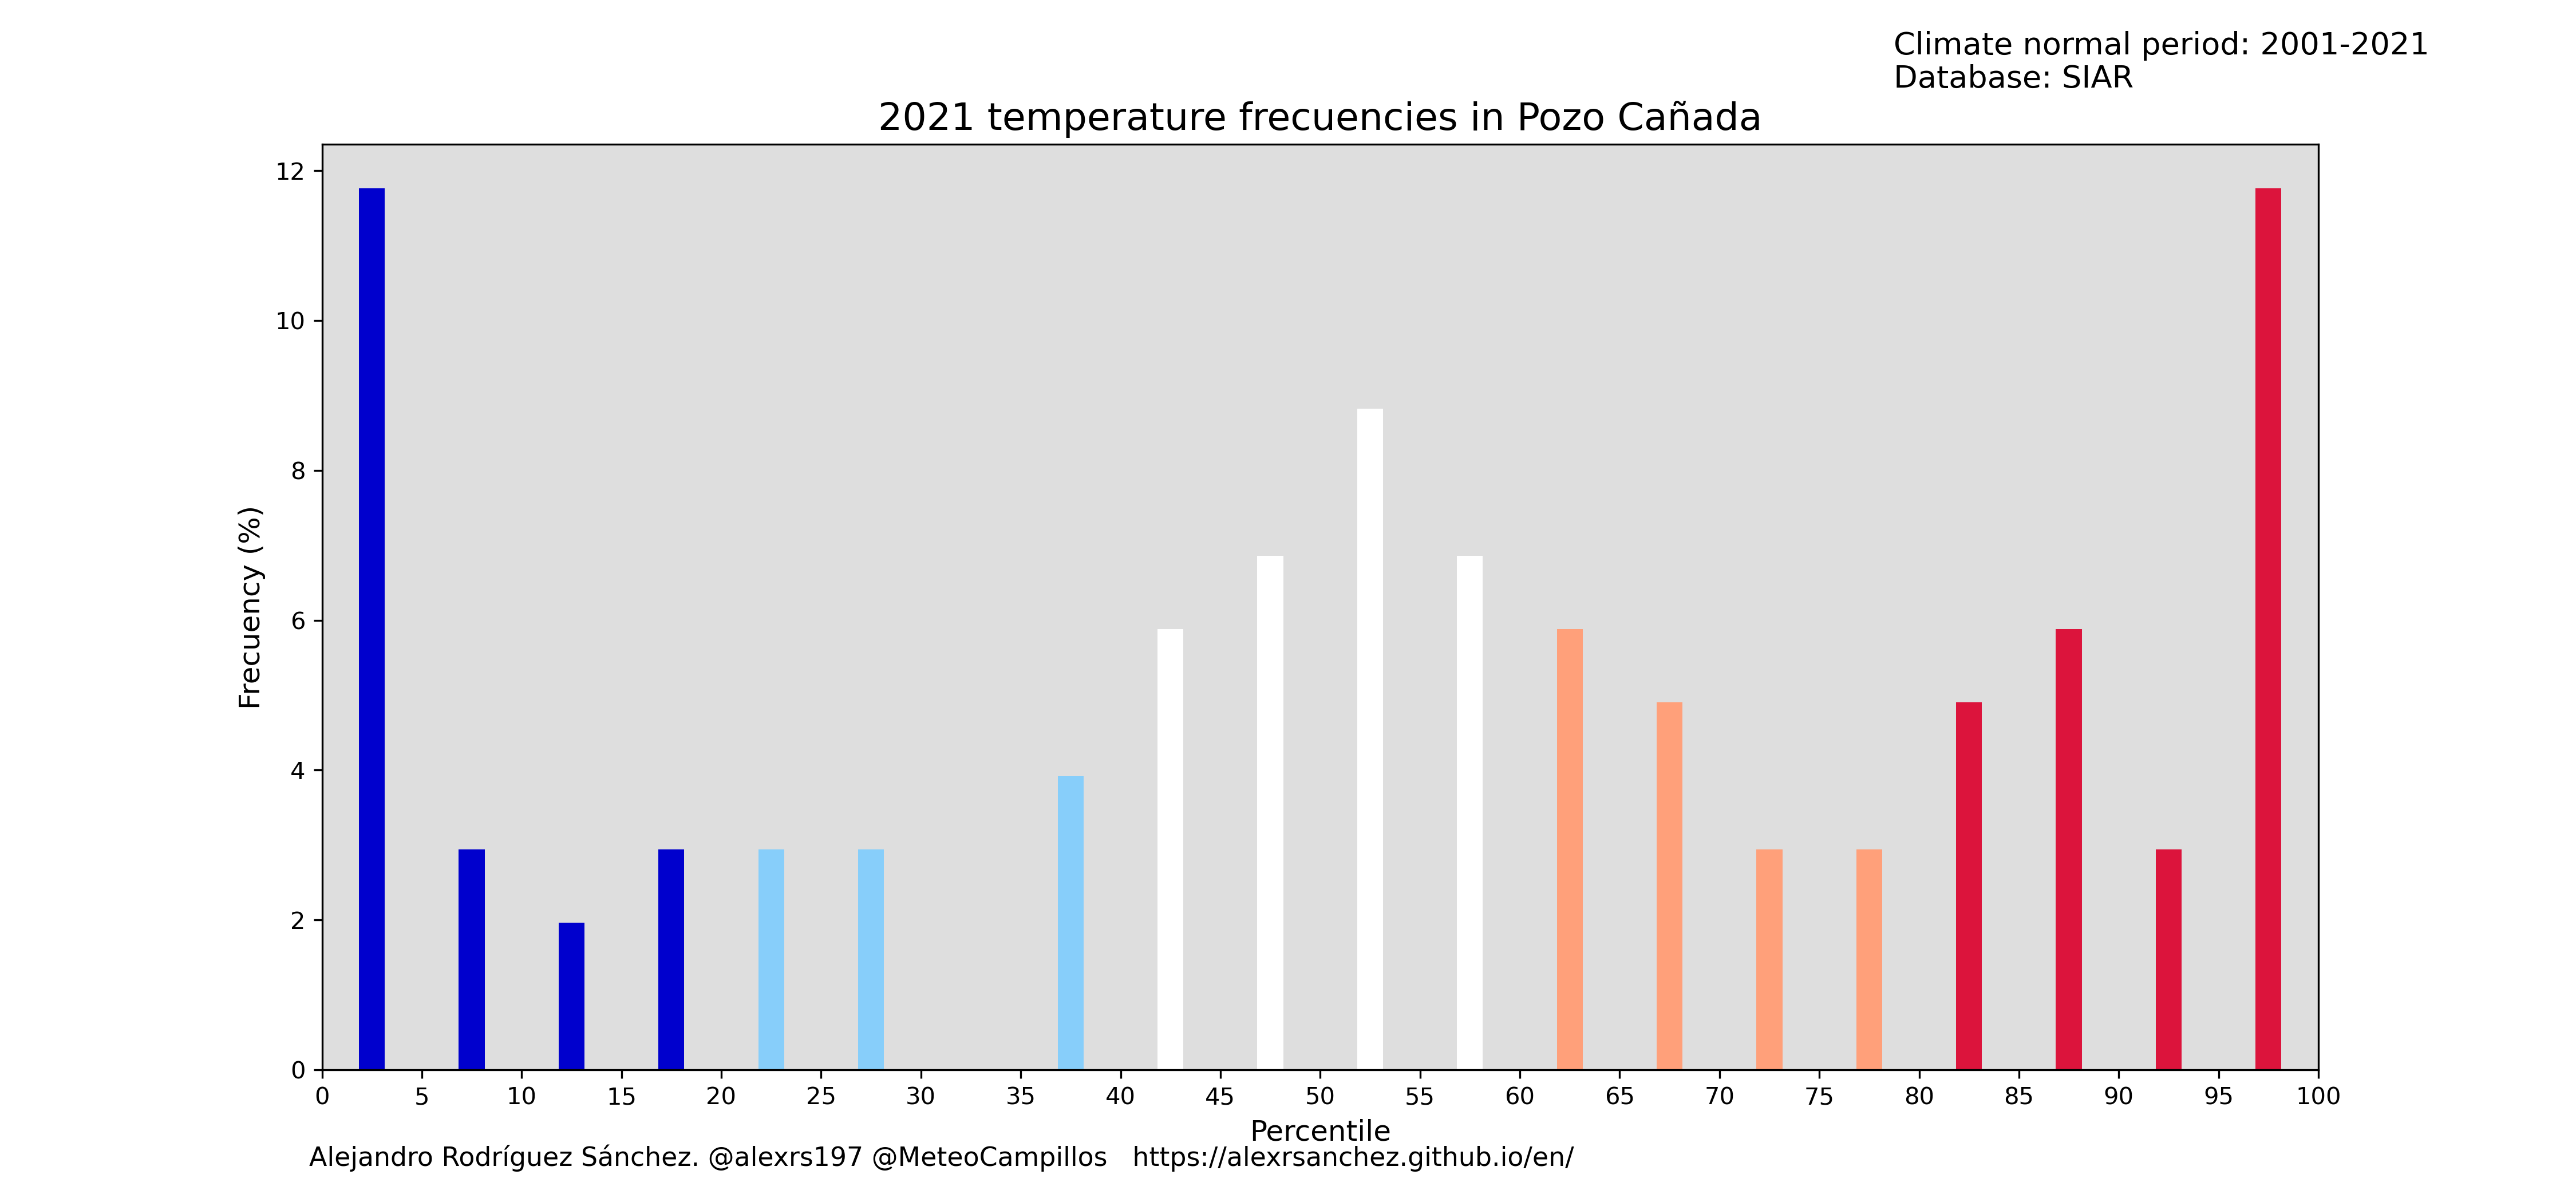 Climate normal period: 2001-2021
Database: SIAR
2021 temperature frecuencies in Pozo Cañada
12
10
8
6
4
2
0
Frecuency (%)
0 5 10 15 20 25 30 35 40 45 50 55 60 65 70 75 80 85 90 95 100
Percentile
Alejandro Rodríguez Sánchez. @alexrs197 @MeteoCampillos https://alexrsanchez.github.io/en/